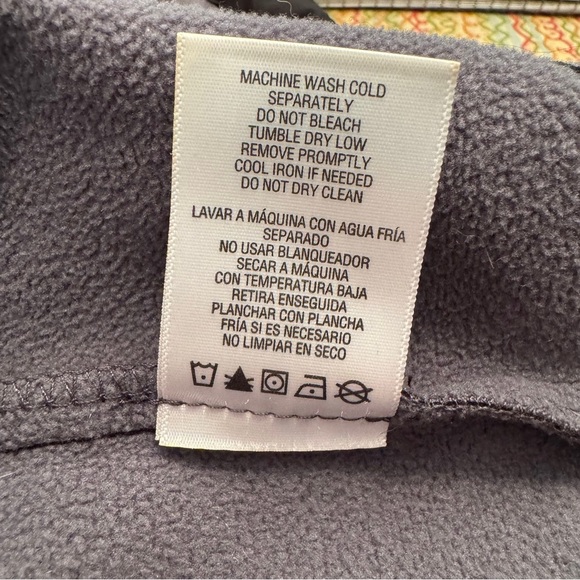 MACHINE WASH COLD
SEPARATELY
DO NOT BLEACH
TUMBLE DRY LOW
REMOVE PROMPTLY
COOL IRON IF NEEDED
DO NOT DRY CLEAN
LAVAR A MÁQUINA CON AGUA FRÍA
SEPARADO
NO USAR BLANQUEADOR
SECAR A MÁQUINA
CON TEMPERATURA BAJA
RETIRA ENSEGUIDA
PLANCHAR CON PLANCHA
FRÍA SI ES NECESARIO
NO LIMPIAR EN SECO